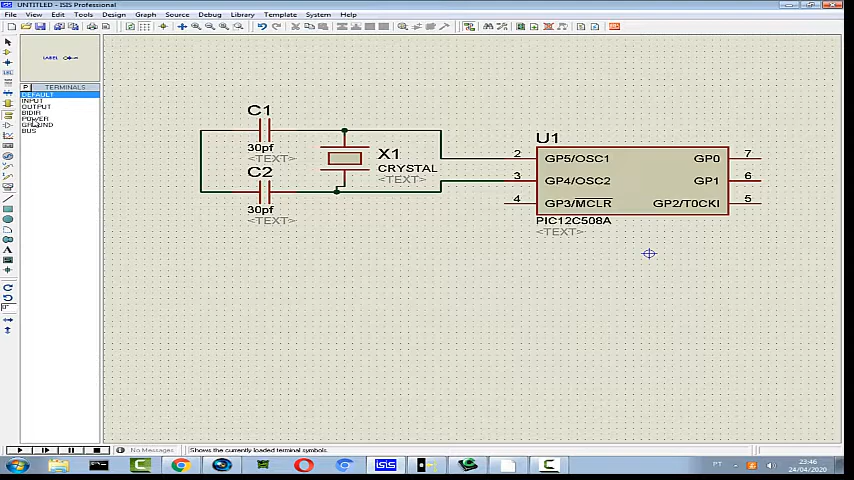 UNTITLED - ISIS Professional
File View Edit Tools Design Graph Source Debug Library Template System Help
LABEL
P TERMINALS
DEFAULT
INPUT
OUTPUT
BIDIR
POWER
GROUND
BUS
C1
30pf
<TEXT>
C2
30pf
<TEXT>
X1
CRYSTAL
<TEXT>
U1
2 GP5/OSC1 GP0 7
3 GP4/OSC2 GP1 6
4 GP3/MCLR GP2/T0CKI 5
PIC12C508A
<TEXT>
No Messages Shows the currently loaded terminal symbols.
ISIS PT 23:46
24/04/2020